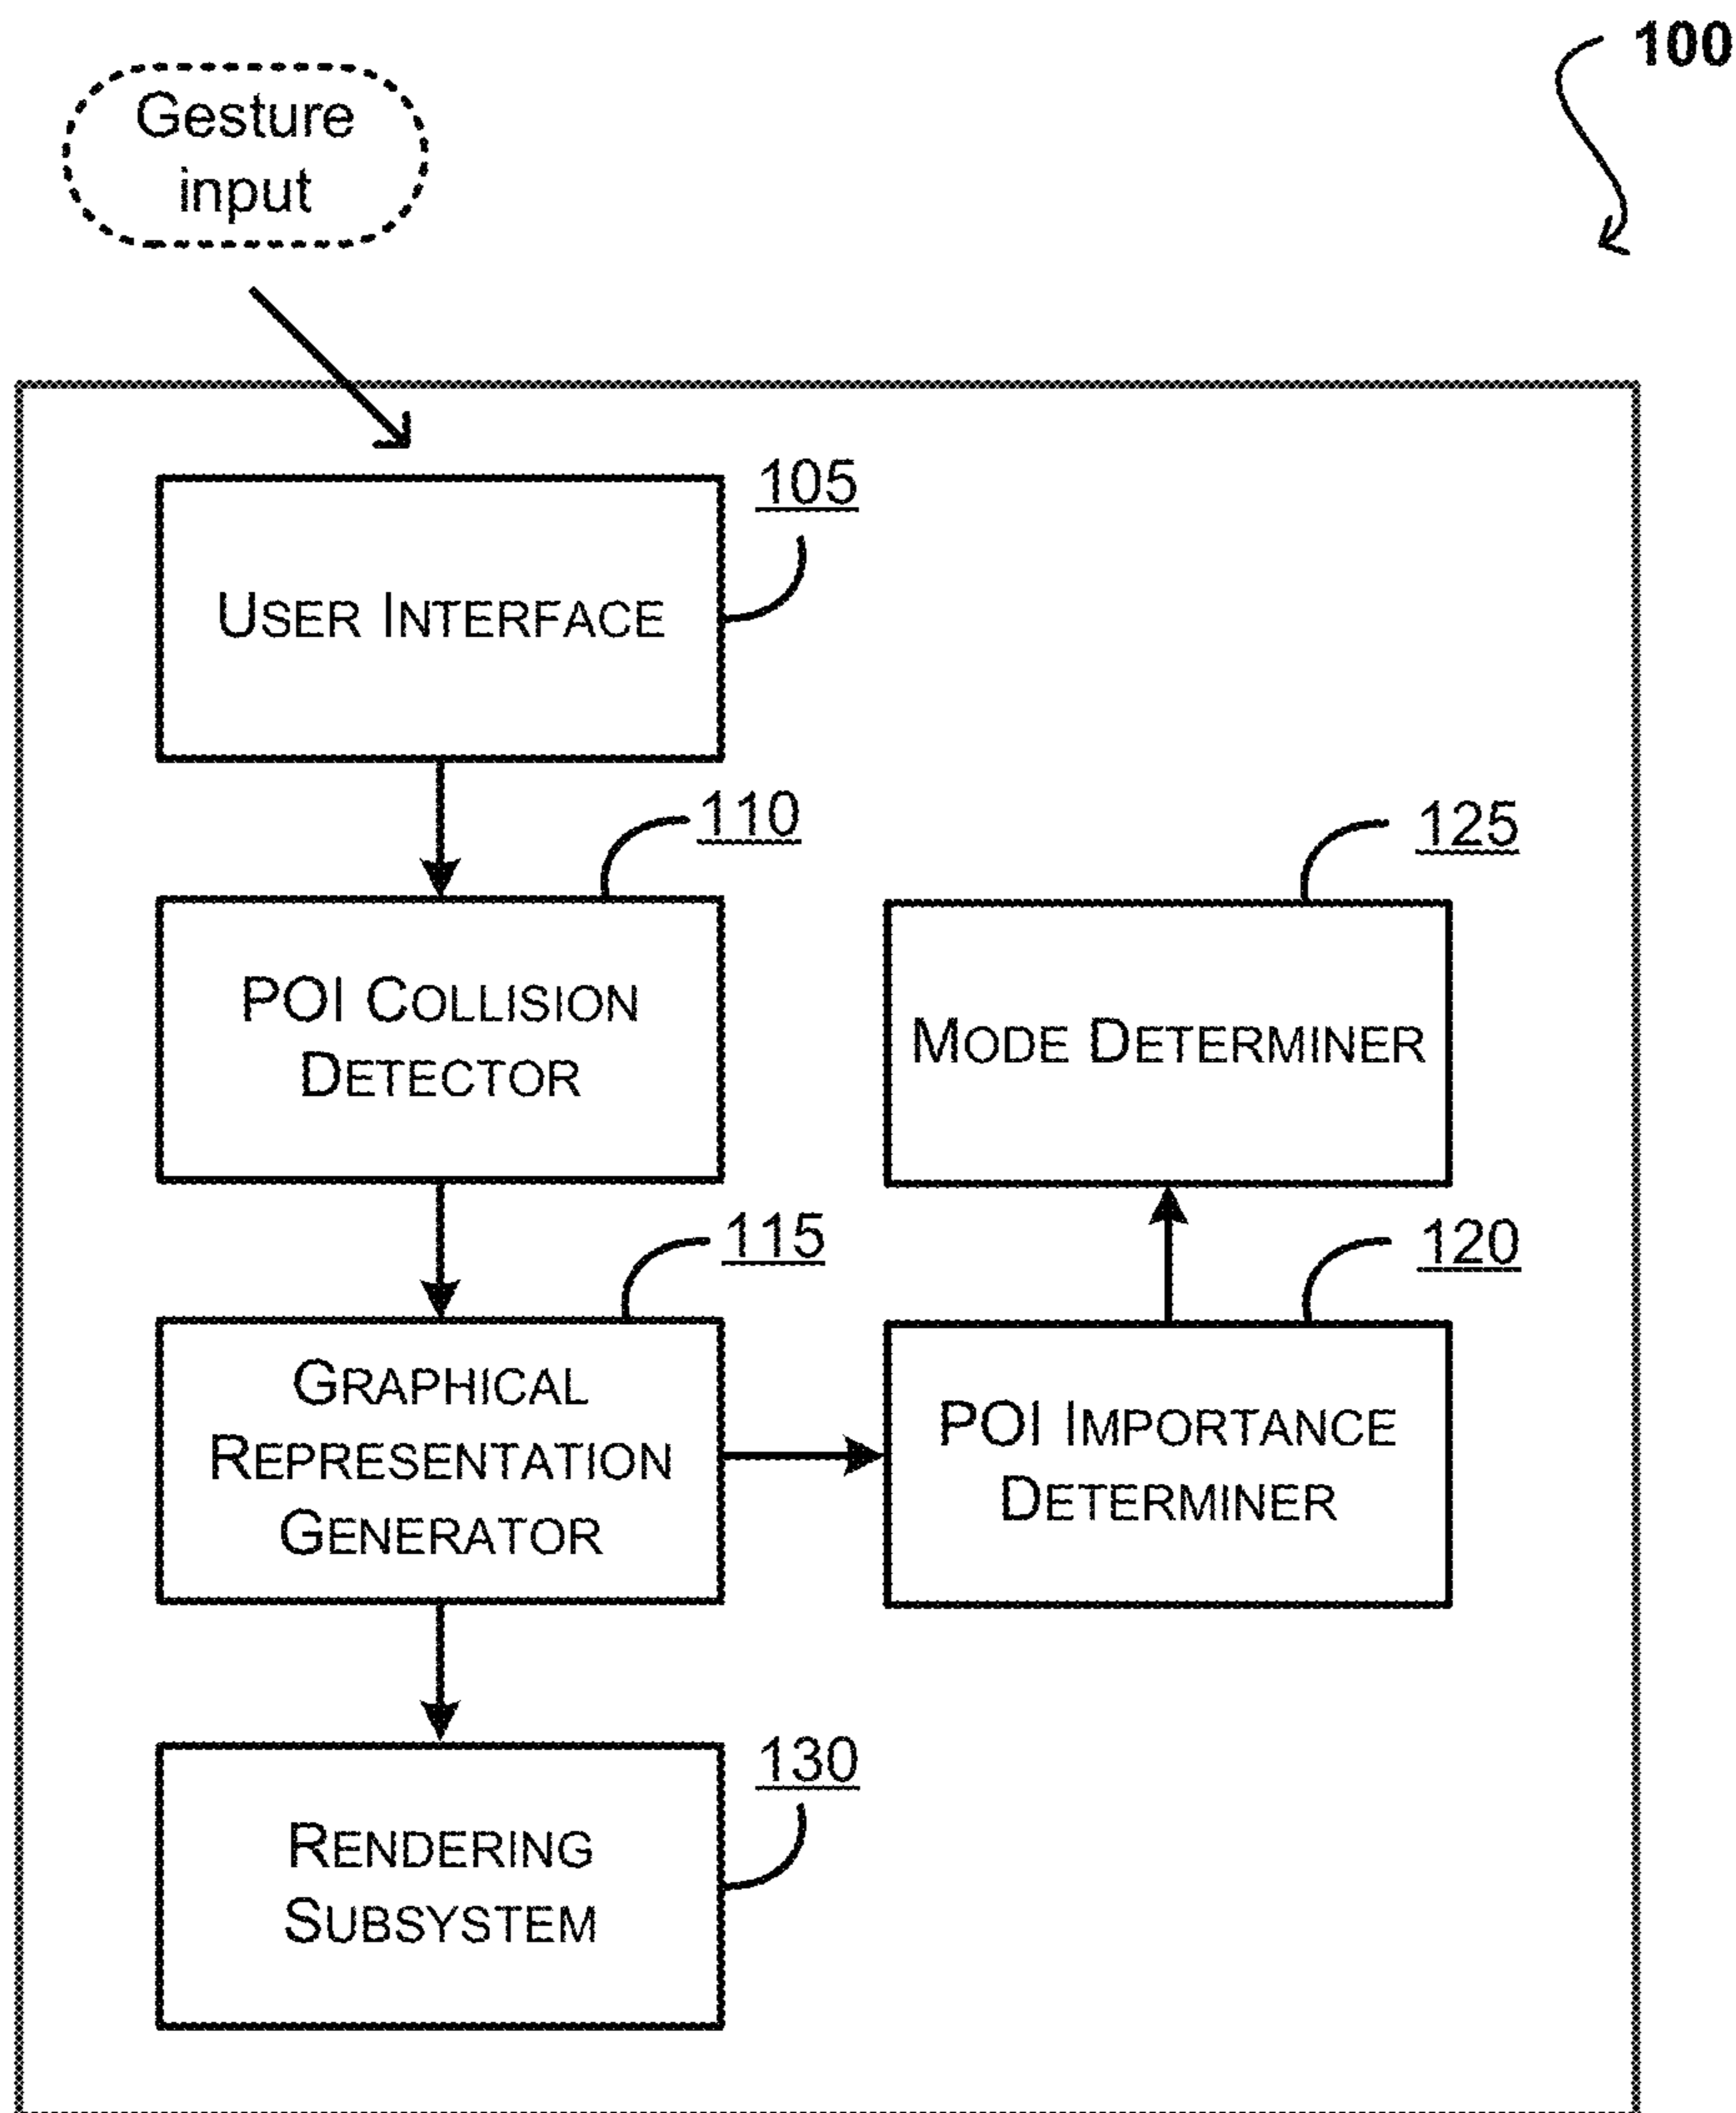 100
Gesture
input
105
USER INTERFACE
110
POI COLLISION
DETECTOR
125
MODE DETERMINER
115
GRAPHICAL
REPRESENTATION
GENERATOR
120
POI IMPORTANCE
DETERMINER
130
RENDERING
SUBSYSTEM